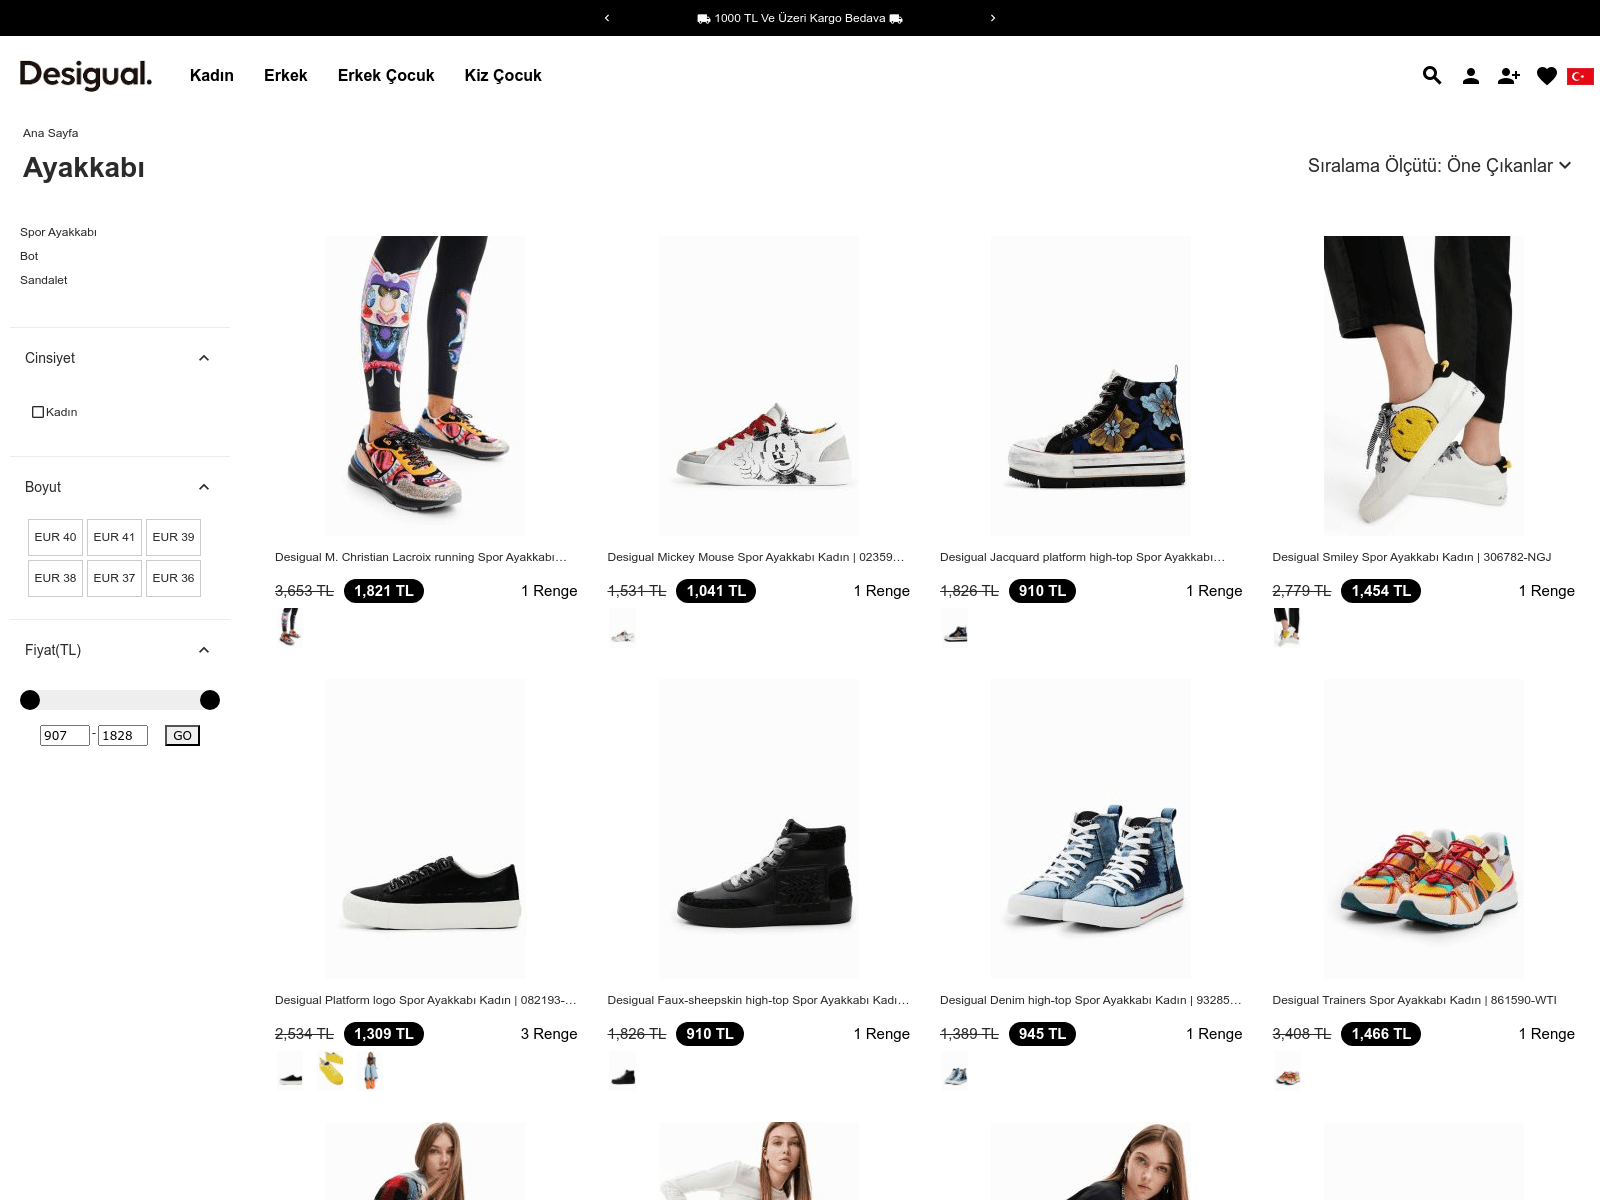 1000 TL Ve Üzeri Kargo Bedava
Desigual. Kadın Erkek Erkek Çocuk Kiz Çocuk
Ana Sayfa
Ayakkabı
Sıralama Ölçütü: Öne Çıkanlar
Spor Ayakkabı
Bot
Sandalet
Cinsiyet
Kadın
Boyut
EUR 40 EUR 41 EUR 39
EUR 38 EUR 37 EUR 36
Fiyat(TL)
907 - 1828 GO
Desigual M. Christian Lacroix running Spor Ayakkabı...
3,653 TL 1,821 TL 1 Renge
Desigual Mickey Mouse Spor Ayakkabı Kadın | 02359...
1,531 TL 1,041 TL 1 Renge
Desigual Jacquard platform high-top Spor Ayakkabı...
1,826 TL 910 TL 1 Renge
Desigual Smiley Spor Ayakkabı Kadın | 306782-NGJ
2,779 TL 1,454 TL 1 Renge
Desigual Platform logo Spor Ayakkabı Kadın | 082193-...
2,534 TL 1,309 TL 3 Renge
Desigual Faux-sheepskin high-top Spor Ayakkabı Kadı...
1,826 TL 910 TL 1 Renge
Desigual Denim high-top Spor Ayakkabı Kadın | 93285...
1,389 TL 945 TL 1 Renge
Desigual Trainers Spor Ayakkabı Kadın | 861590-WTI
3,408 TL 1,466 TL 1 Renge